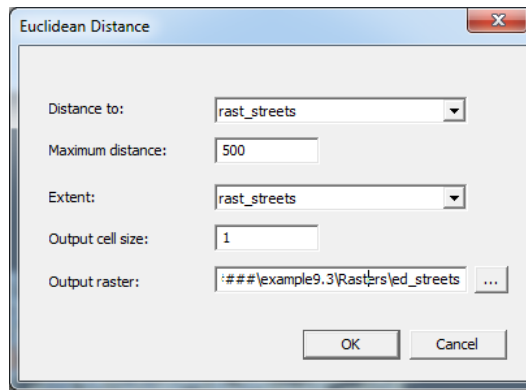 Euclidean Distance
Distance to: rast_streets
Maximum distance: 500
Extent: rast_streets
Output cell size: 1
Output raster: :###\example9.3\Rasters\ed_streets ...
OK Cancel